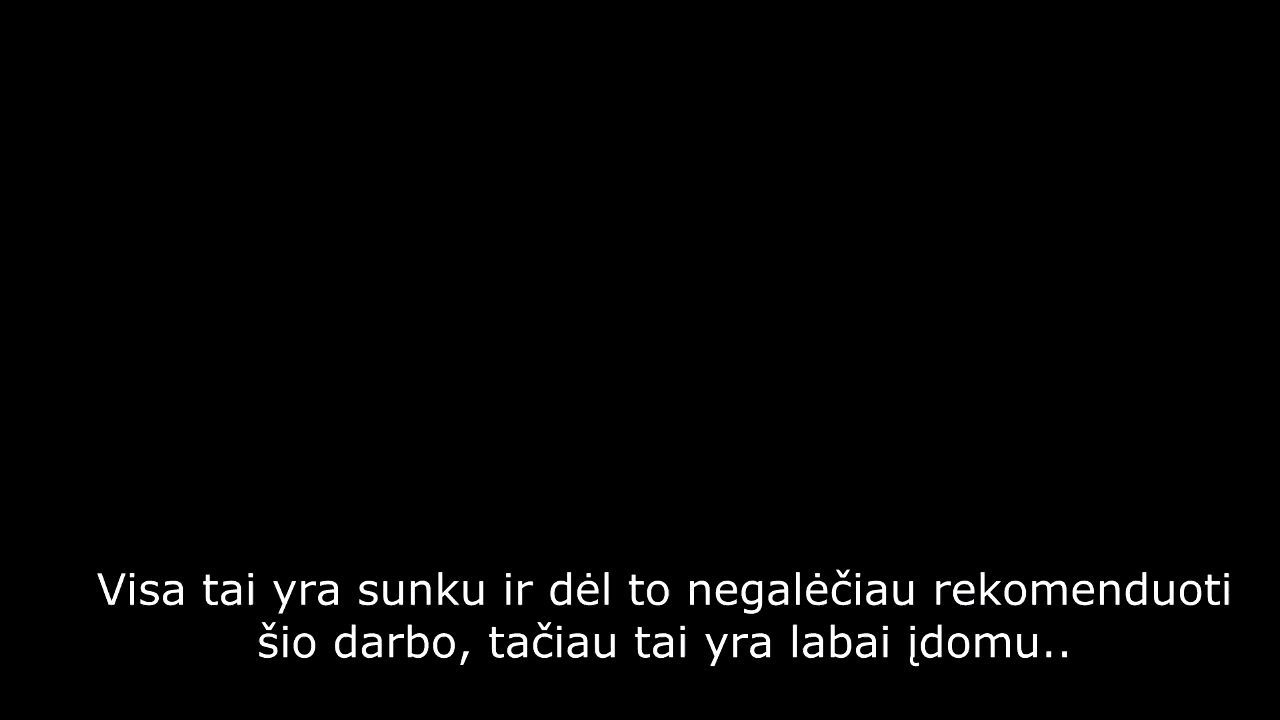 Visa tai yra sunku ir dėl to negalėčiau rekomenduoti
šio darbo, tačiau tai yra labai įdomu..